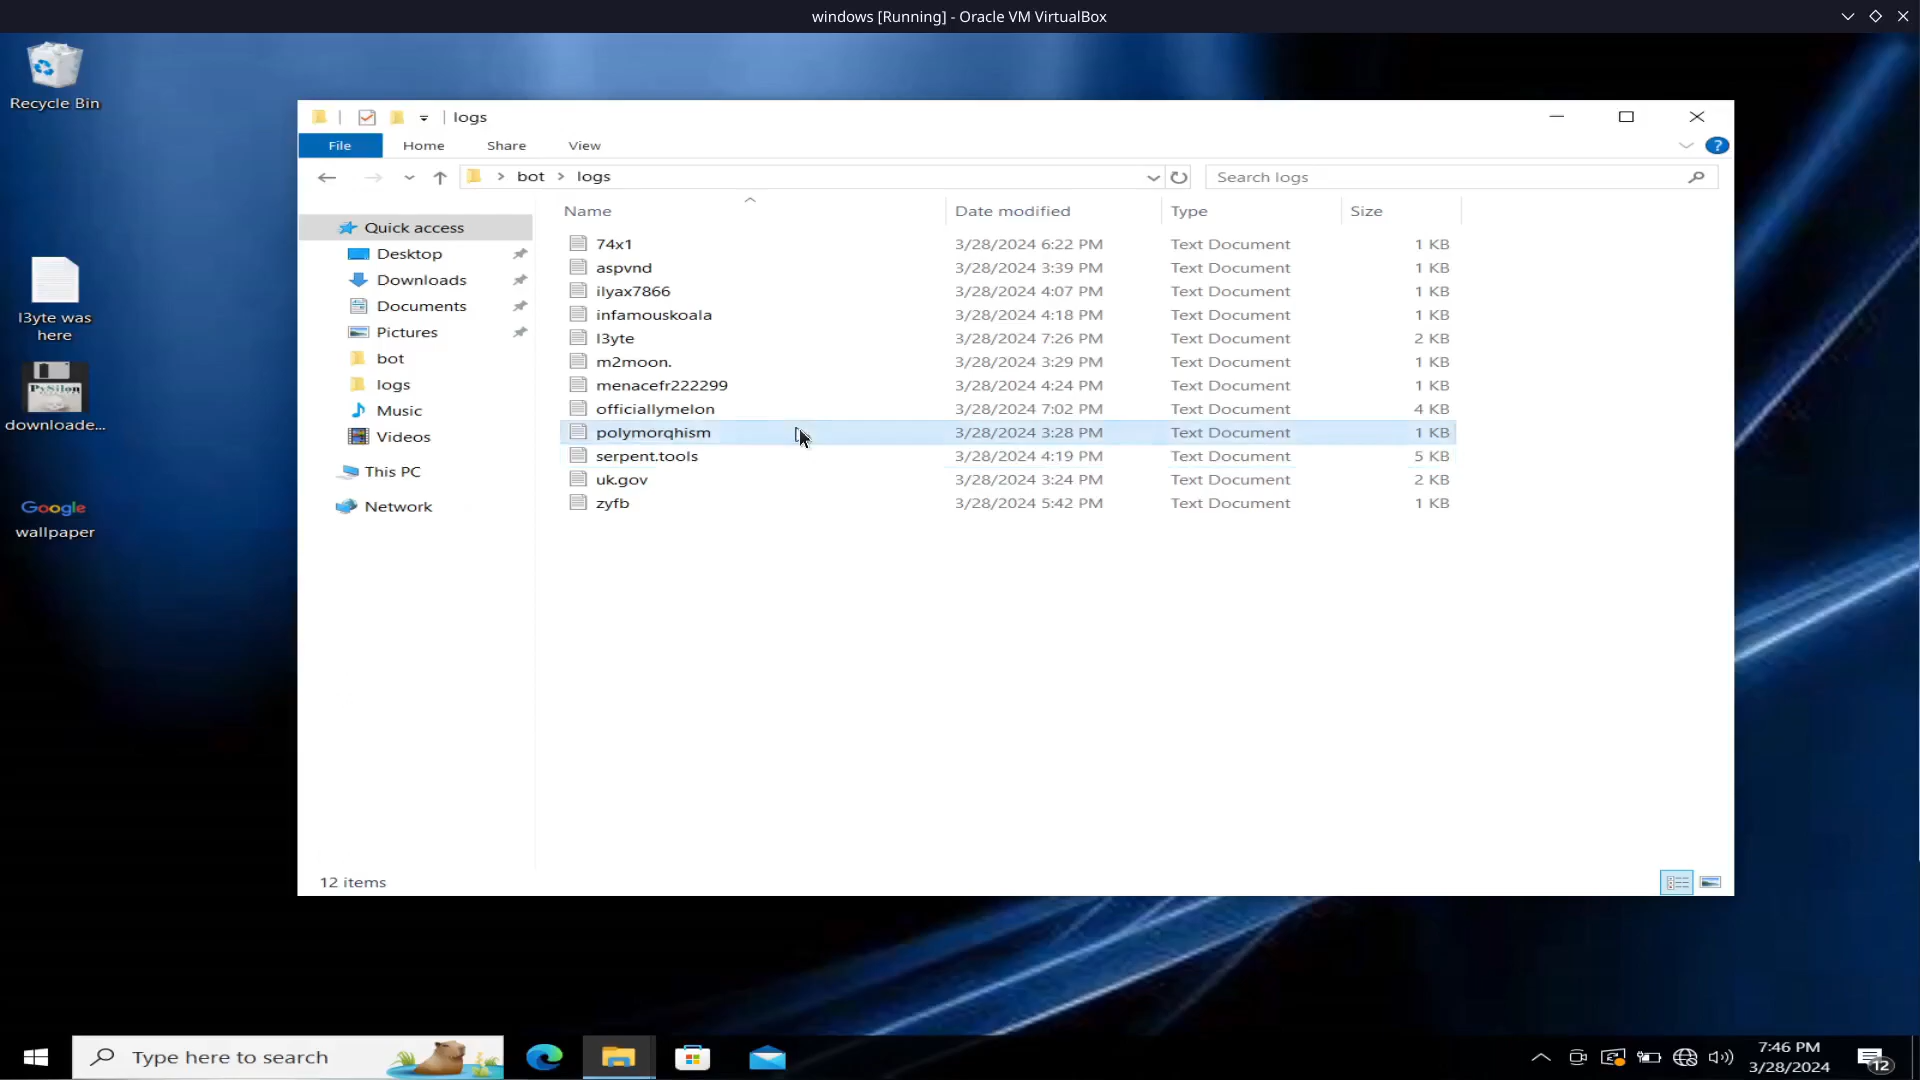 windows [Running] - Oracle VM VirtualBox
Recycle Bin
logs
File Home Share View
bot > logs
Search logs
Name Date modified Type Size
Quick access
Desktop
Downloads
Documents
Pictures
bot
logs
Music
Videos
This PC
Network
74x1 3/28/2024 6:22 PM Text Document 1 KB
aspvnd 3/28/2024 3:39 PM Text Document 1 KB
ilyax7866 3/28/2024 4:07 PM Text Document 1 KB
infamouskoala 3/28/2024 4:18 PM Text Document 1 KB
l3yte 3/28/2024 7:26 PM Text Document 2 KB
m2moon. 3/28/2024 3:29 PM Text Document 1 KB
menacefr222299 3/28/2024 4:24 PM Text Document 1 KB
officiallymelon 3/28/2024 7:02 PM Text Document 4 KB
polymorqhism 3/28/2024 3:28 PM Text Document 1 KB
serpent.tools 3/28/2024 4:19 PM Text Document 5 KB
uk.gov 3/28/2024 3:24 PM Text Document 2 KB
zyfb 3/28/2024 5:42 PM Text Document 1 KB
12 items
l3yte was
here
PySilon
downloade...
Google
wallpaper
Type here to search
7:46 PM
3/28/2024
12